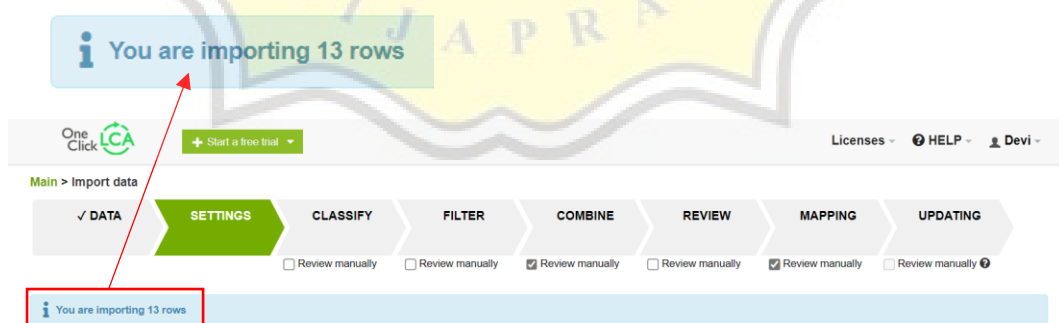 JAPRA
You are importing 13 rows
One Click LCA
Start a free trial
Licenses HELP Devi
Main > Import data
✓ DATA SETTINGS CLASSIFY FILTER COMBINE REVIEW MAPPING UPDATING
Review manually Review manually Review manually Review manually Review manually Review manually
You are importing 13 rows